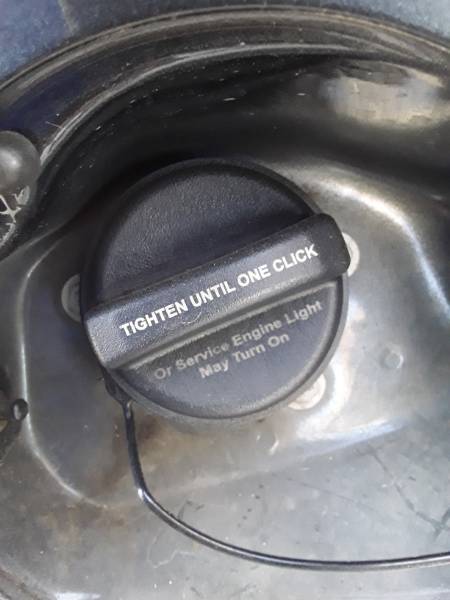 TIGHTEN UNTIL ONE CLICK
Or Service Engine Light
May Turn On